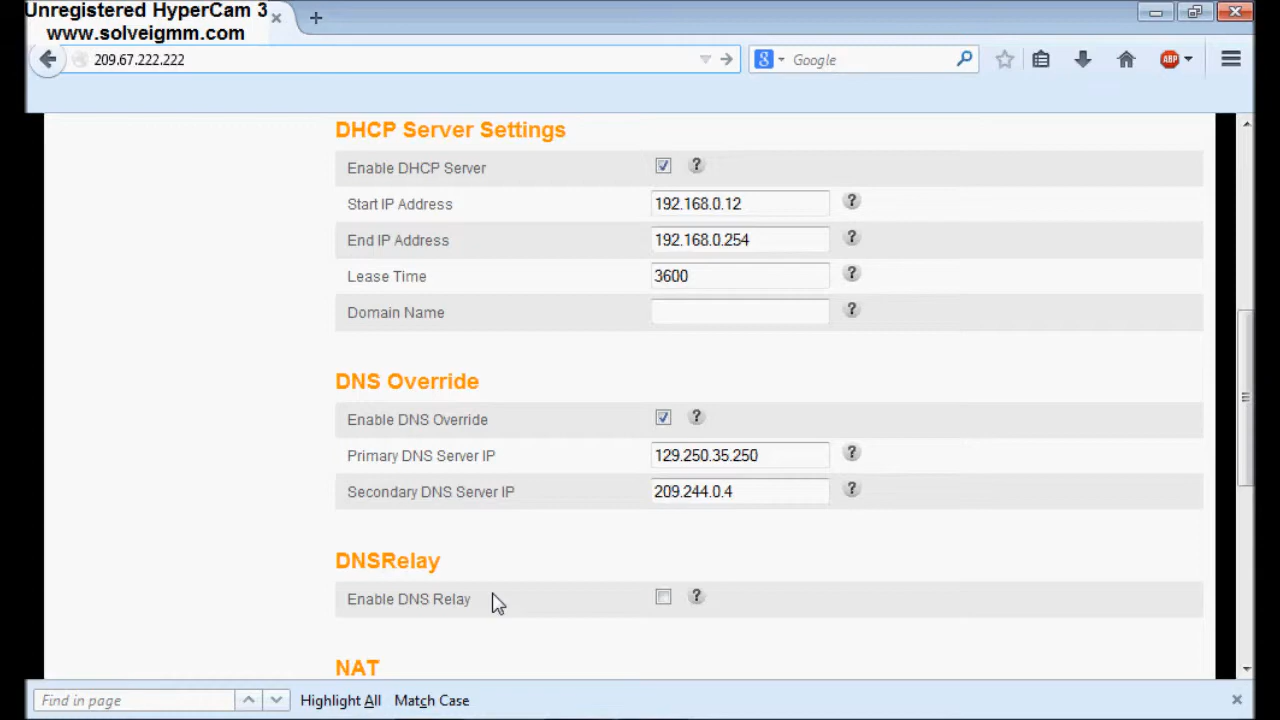 Unregistered HyperCam 3
www.solveigmm.com
209.67.222.222
Google
ABP
DHCP Server Settings
Enable DHCP Server ?
Start IP Address 192.168.0.12 ?
End IP Address 192.168.0.254 ?
Lease Time 3600 ?
Domain Name ?
DNS Override
Enable DNS Override ?
Primary DNS Server IP 129.250.35.250 ?
Secondary DNS Server IP 209.244.0.4 ?
DNSRelay
Enable DNS Relay ?
NAT
Find in page Highlight All Match Case